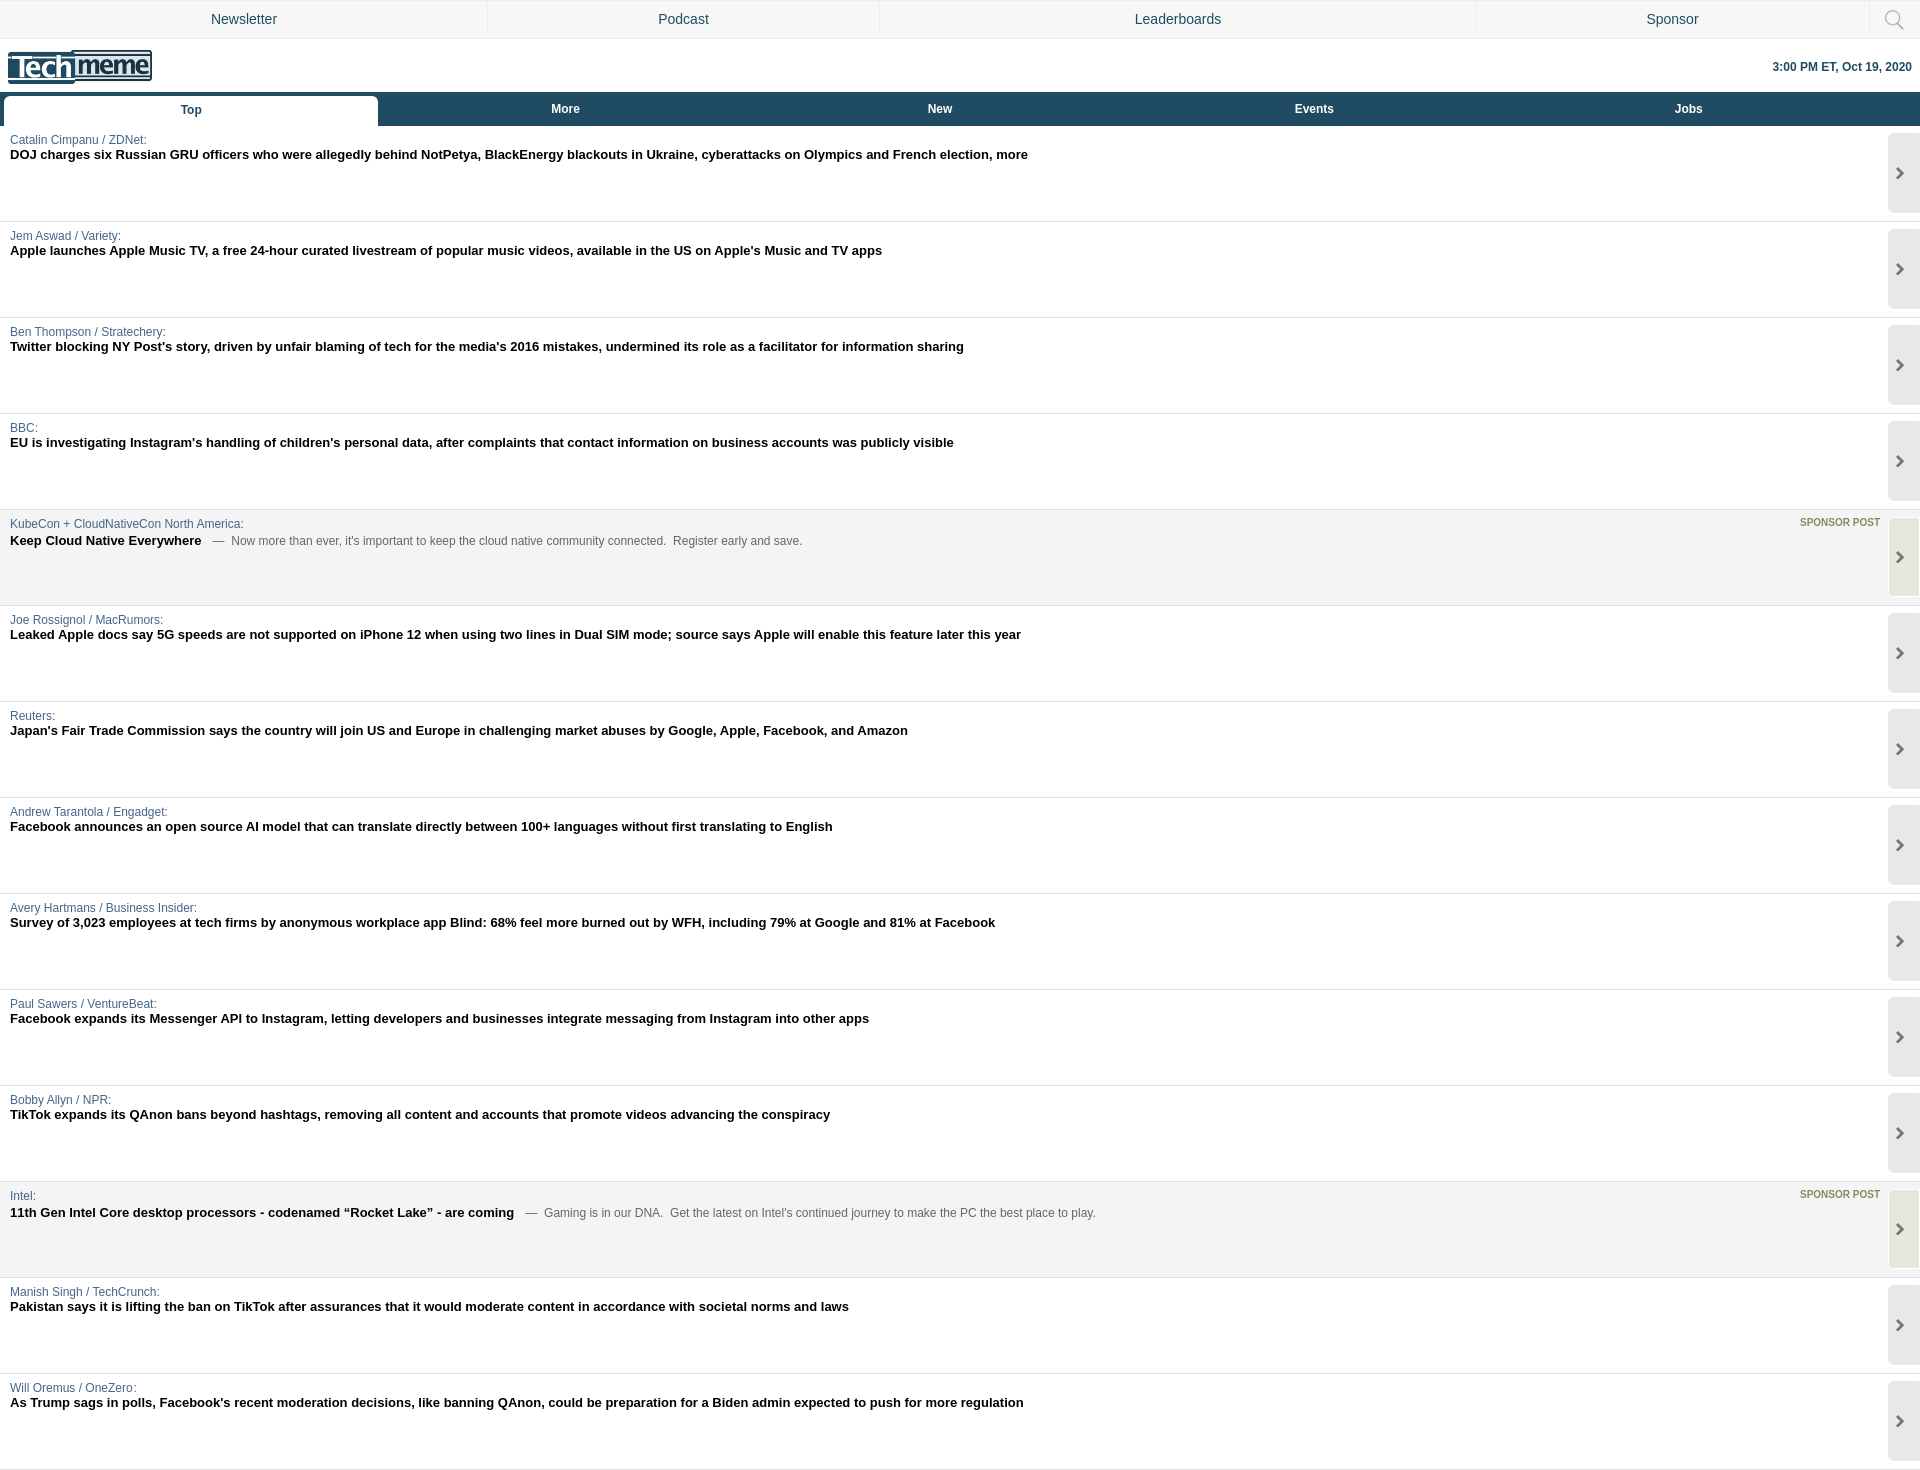 Newsletter
Podcast
Leaderboards
Sponsor
Techmeme
3:00 PM ET, Oct 19, 2020
Top
More
New
Events
Jobs
Catalin Cimpanu / ZDNet:
DOJ charges six Russian GRU officers who were allegedly behind NotPetya, BlackEnergy blackouts in Ukraine, cyberattacks on Olympics and French election, more
Jem Aswad / Variety:
Apple launches Apple Music TV, a free 24-hour curated livestream of popular music videos, available in the US on Apple's Music and TV apps
Ben Thompson / Stratechery:
Twitter blocking NY Post's story, driven by unfair blaming of tech for the media's 2016 mistakes, undermined its role as a facilitator for information sharing
BBC:
EU is investigating Instagram's handling of children's personal data, after complaints that contact information on business accounts was publicly visible
KubeCon + CloudNativeCon North America:
SPONSOR POST
Keep Cloud Native Everywhere — Now more than ever, it's important to keep the cloud native community connected. Register early and save.
Joe Rossignol / MacRumors:
Leaked Apple docs say 5G speeds are not supported on iPhone 12 when using two lines in Dual SIM mode; source says Apple will enable this feature later this year
Reuters:
Japan's Fair Trade Commission says the country will join US and Europe in challenging market abuses by Google, Apple, Facebook, and Amazon
Andrew Tarantola / Engadget:
Facebook announces an open source AI model that can translate directly between 100+ languages without first translating to English
Avery Hartmans / Business Insider:
Survey of 3,023 employees at tech firms by anonymous workplace app Blind: 68% feel more burned out by WFH, including 79% at Google and 81% at Facebook
Paul Sawers / VentureBeat:
Facebook expands its Messenger API to Instagram, letting developers and businesses integrate messaging from Instagram into other apps
Bobby Allyn / NPR:
TikTok expands its QAnon bans beyond hashtags, removing all content and accounts that promote videos advancing the conspiracy
Intel:
SPONSOR POST
11th Gen Intel Core desktop processors - codenamed “Rocket Lake” - are coming — Gaming is in our DNA. Get the latest on Intel's continued journey to make the PC the best place to play.
Manish Singh / TechCrunch:
Pakistan says it is lifting the ban on TikTok after assurances that it would moderate content in accordance with societal norms and laws
Will Oremus / OneZero:
As Trump sags in polls, Facebook's recent moderation decisions, like banning QAnon, could be preparation for a Biden admin expected to push for more regulation